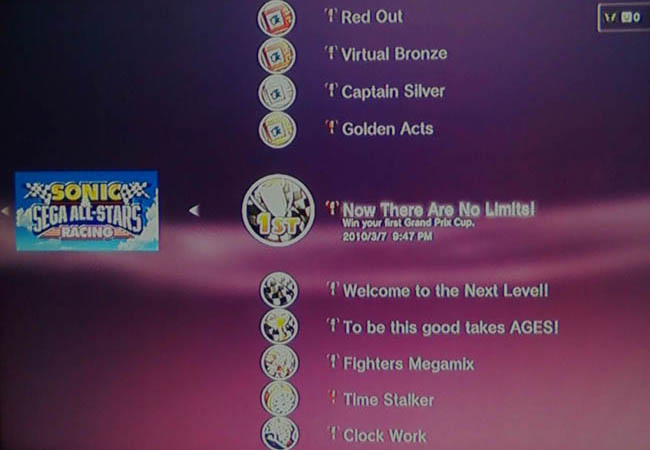 Red Out
0
Virtual Bronze
Captain Silver
Golden Acts
SONIC
& SEGA ALL-STARS
RACING
1ST
Now There Are No Limits!
Win your first Grand Prix Cup.
2010/3/7 9:47 PM
Welcome to the Next Level!
To be this good takes AGES!
Fighters Megamix
Time Stalker
Clock Work